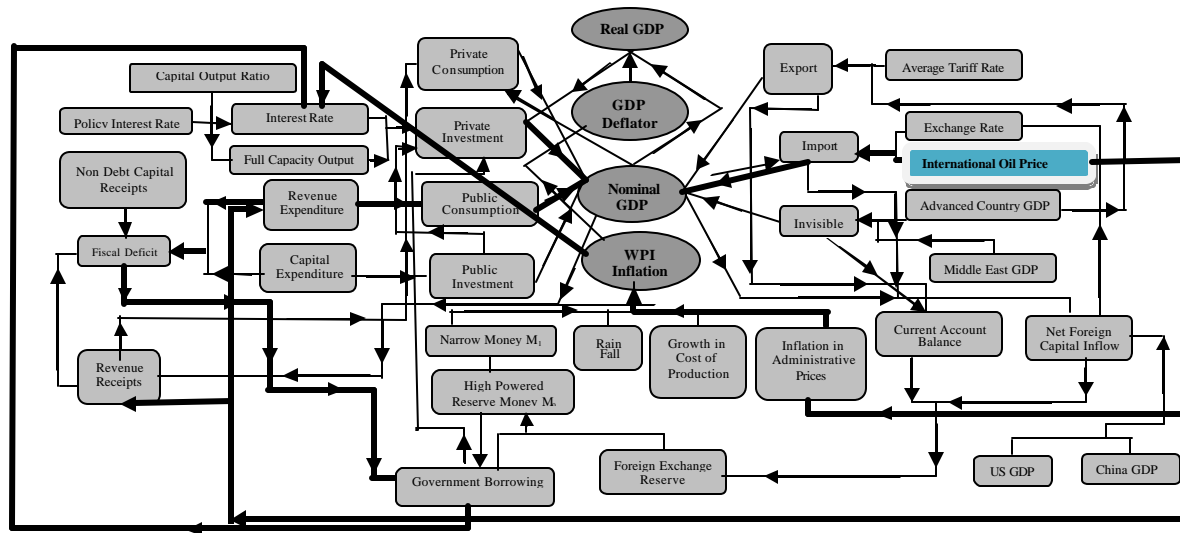 Real GDP
Private
Consumption
Export
Average Tariff Rate
Capital Output Ratio
GDP
Deflator
Policy Interest Rate
Interest Rate
Private
Investment
Exchange Rate
Import
International Oil Price
Full Capacity Output
Non Debt Capital
Receipts
Revenue
Expenditure
Public
Consumption
Nominal
GDP
Advanced Country GDP
Invisible
Fiscal Deficit
WPI
Inflation
Capital
Expenditure
Public
Investment
Middle East GDP
Narrow Money M1
Rain
Fall
Growth in
Cost of
Production
Inflation in
Administrative
Prices
Current Account
Balance
Net Foreign
Capital Inflow
Revenue
Receipts
High Powered
Reserve Money
Foreign Exchange
Reserve
US GDP
China GDP
Government Borrowing